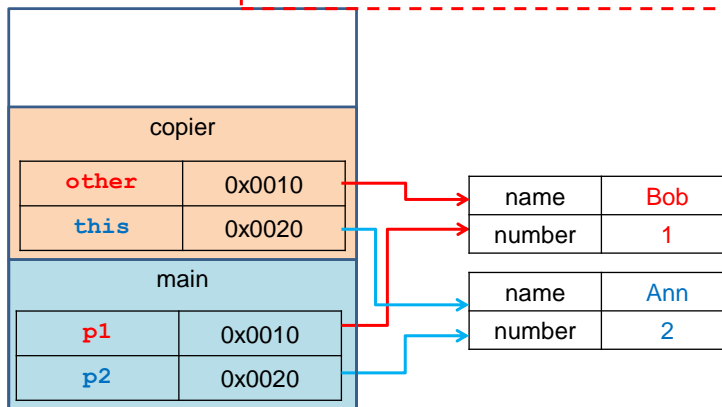 copier
other 0x0010
this 0x0020
name Bob
number 1
main
name Ann
number 2
p1 0x0010
p2 0x0020